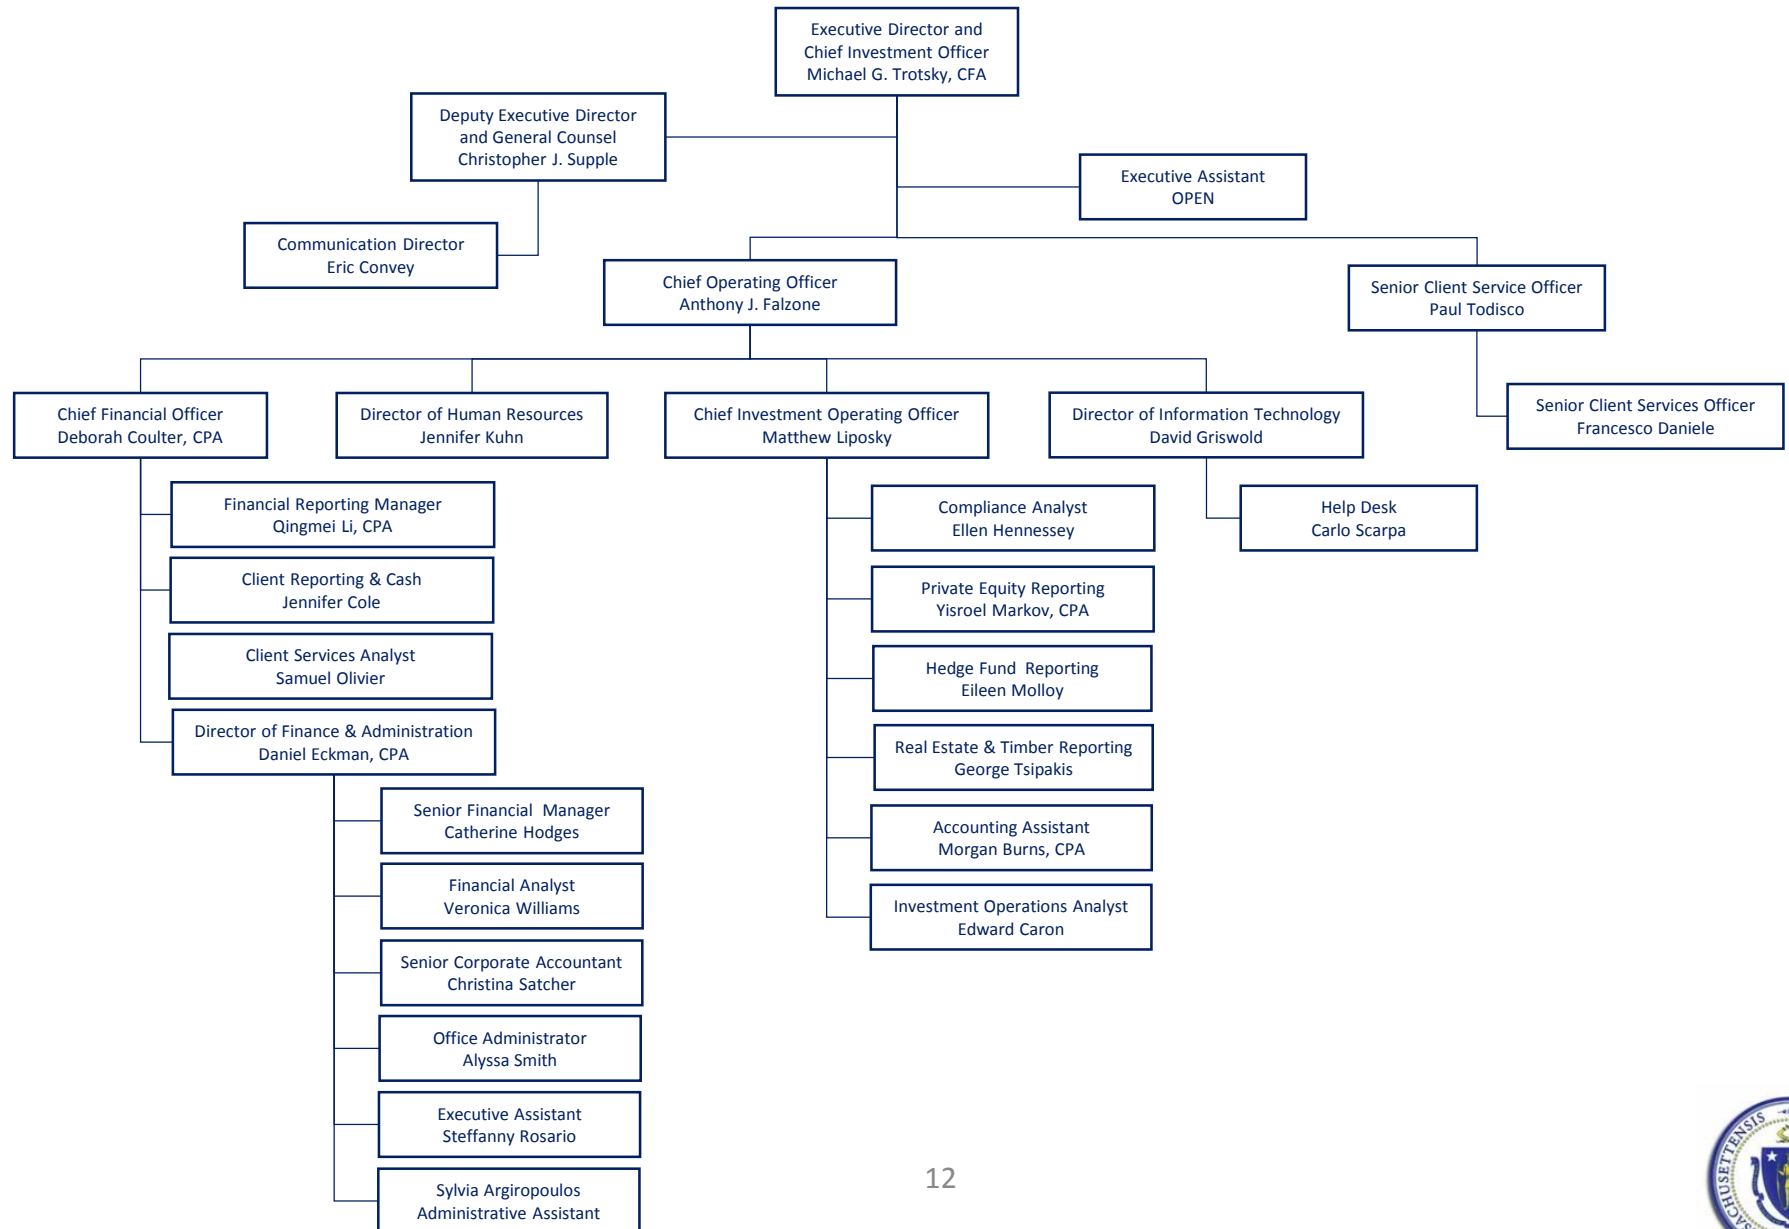 Executive Director and
Chief Investment Officer
Michael G. Trotsky, CFA
Deputy Executive Director
and General Counsel
Christopher J. Supple
Executive Assistant
OPEN
Communication Director
Eric Convey
Chief Operating Officer
Anthony J. Falzone
Senior Client Service Officer
Paul Todisco
Chief Financial Officer
Deborah Coulter, CPA
Director of Human Resources
Jennifer Kuhn
Chief Investment Operating Officer
Matthew Liposky
Director of Information Technology
David Griswold
Senior Client Services Officer
Francesco Daniele
Financial Reporting Manager
Qingmei Li, CPA
Client Reporting & Cash
Jennifer Cole
Client Services Analyst
Samuel Olivier
Director of Finance & Administration
Daniel Eckman, CPA
Senior Financial  Manager
Catherine Hodges
Financial Analyst
Veronica Williams
Senior Corporate Accountant
Christina Satcher
Office Administrator
Alyssa Smith
Executive Assistant
Steffanny Rosario
Sylvia Argiropoulos
Administrative Assistant
Compliance Analyst
Ellen Hennessey
Private Equity Reporting
Yisroel Markov, CPA
Hedge Fund  Reporting
Eileen Molloy
Real Estate & Timber Reporting
George Tsipakis
Accounting Assistant
Morgan Burns, CPA
Investment Operations Analyst
Edward Caron
Help Desk
Carlo Scarpa
12
SACHUSETTENSIS